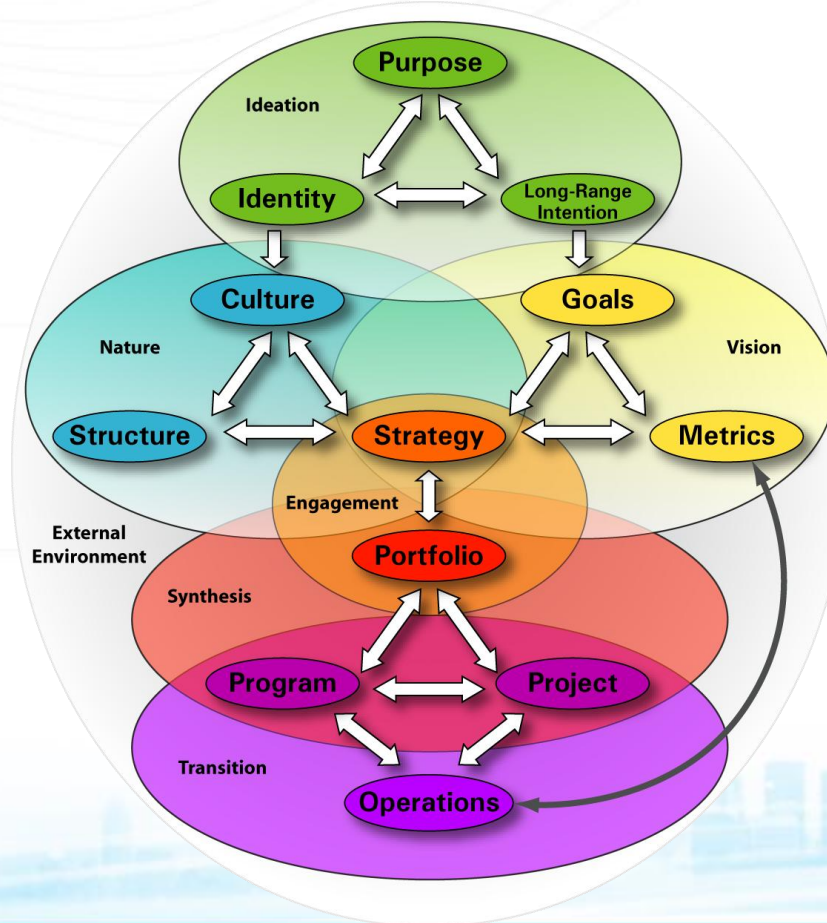 Purpose
Ideation
Identity
Long-Range
Intention
Culture
Goals
Nature
Vision
Structure
Strategy
Metrics
Engagement
External
Environment
Portfolio
Synthesis
Program
Project
Transition
Operations